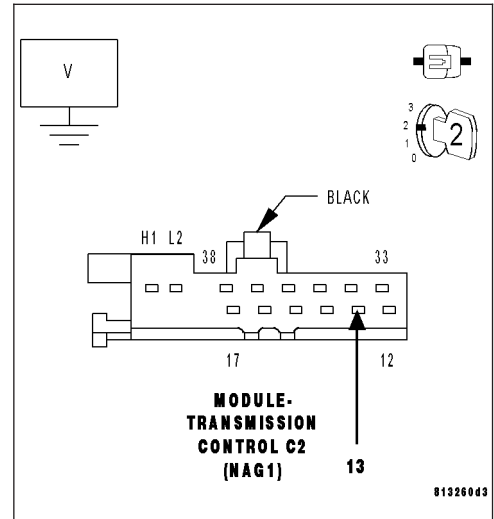 V
3
2
1
0
2
BLACK
H1 L2 38 33
17 12
MODULE-
TRANSMISSION
CONTROL C2
(NAG1)
13
813260d3